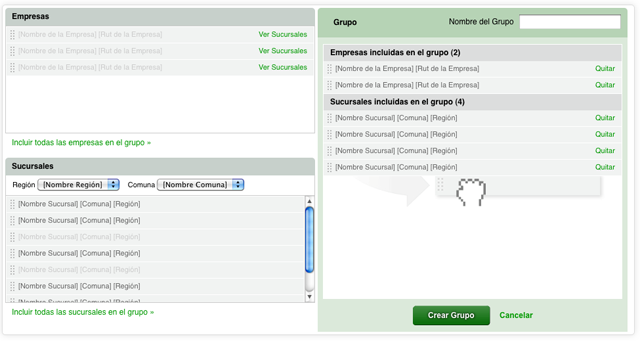 Empresas
[Nombre de la Empresa] [Rut de la Empresa] Ver Sucursales
[Nombre de la Empresa] [Rut de la Empresa] Ver Sucursales
[Nombre de la Empresa] [Rut de la Empresa] Ver Sucursales
Incluir todas las empresas en el grupo »
Sucursales
Región [Nombre Región] Comuna [Nombre Comuna]
[Nombre Sucursal] [Comuna] [Región]
[Nombre Sucursal] [Comuna] [Región]
[Nombre Sucursal] [Comuna] [Región]
[Nombre Sucursal] [Comuna] [Región]
[Nombre Sucursal] [Comuna] [Región]
[Nombre Sucursal] [Comuna] [Región]
[Nombre Sucursal] [Comuna] [Región]
Incluir todas las sucursales en el grupo »
Grupo Nombre del Grupo
Empresas incluidas en el grupo (2)
[Nombre de la Empresa] [Rut de la Empresa] Quitar
[Nombre de la Empresa] [Rut de la Empresa] Quitar
Sucursales incluidas en el grupo (4)
[Nombre Sucursal] [Comuna] [Región] Quitar
[Nombre Sucursal] [Comuna] [Región] Quitar
[Nombre Sucursal] [Comuna] [Región] Quitar
[Nombre Sucursal] [Comuna] [Región] Quitar
Crear Grupo Cancelar